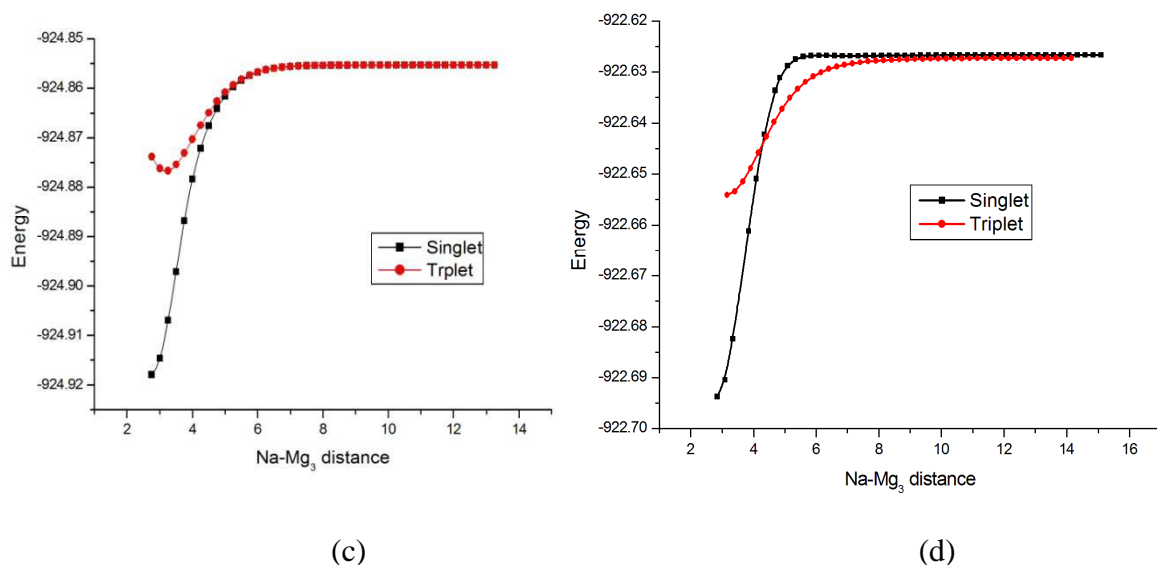 -924.85
-924.86
-924.87
-924.88
-924.89
-924.90
-924.91
-924.92
Energy
2 4 6 8 10 12 14
Na-Mg3 distance
Singlet
Trplet
(c)
-922.62
-922.63
-922.64
-922.65
-922.66
-922.67
-922.68
-922.69
-922.70
Energy
2 4 6 8 10 12 14 16
Na-Mg3 distance
Singlet
Triplet
(d)